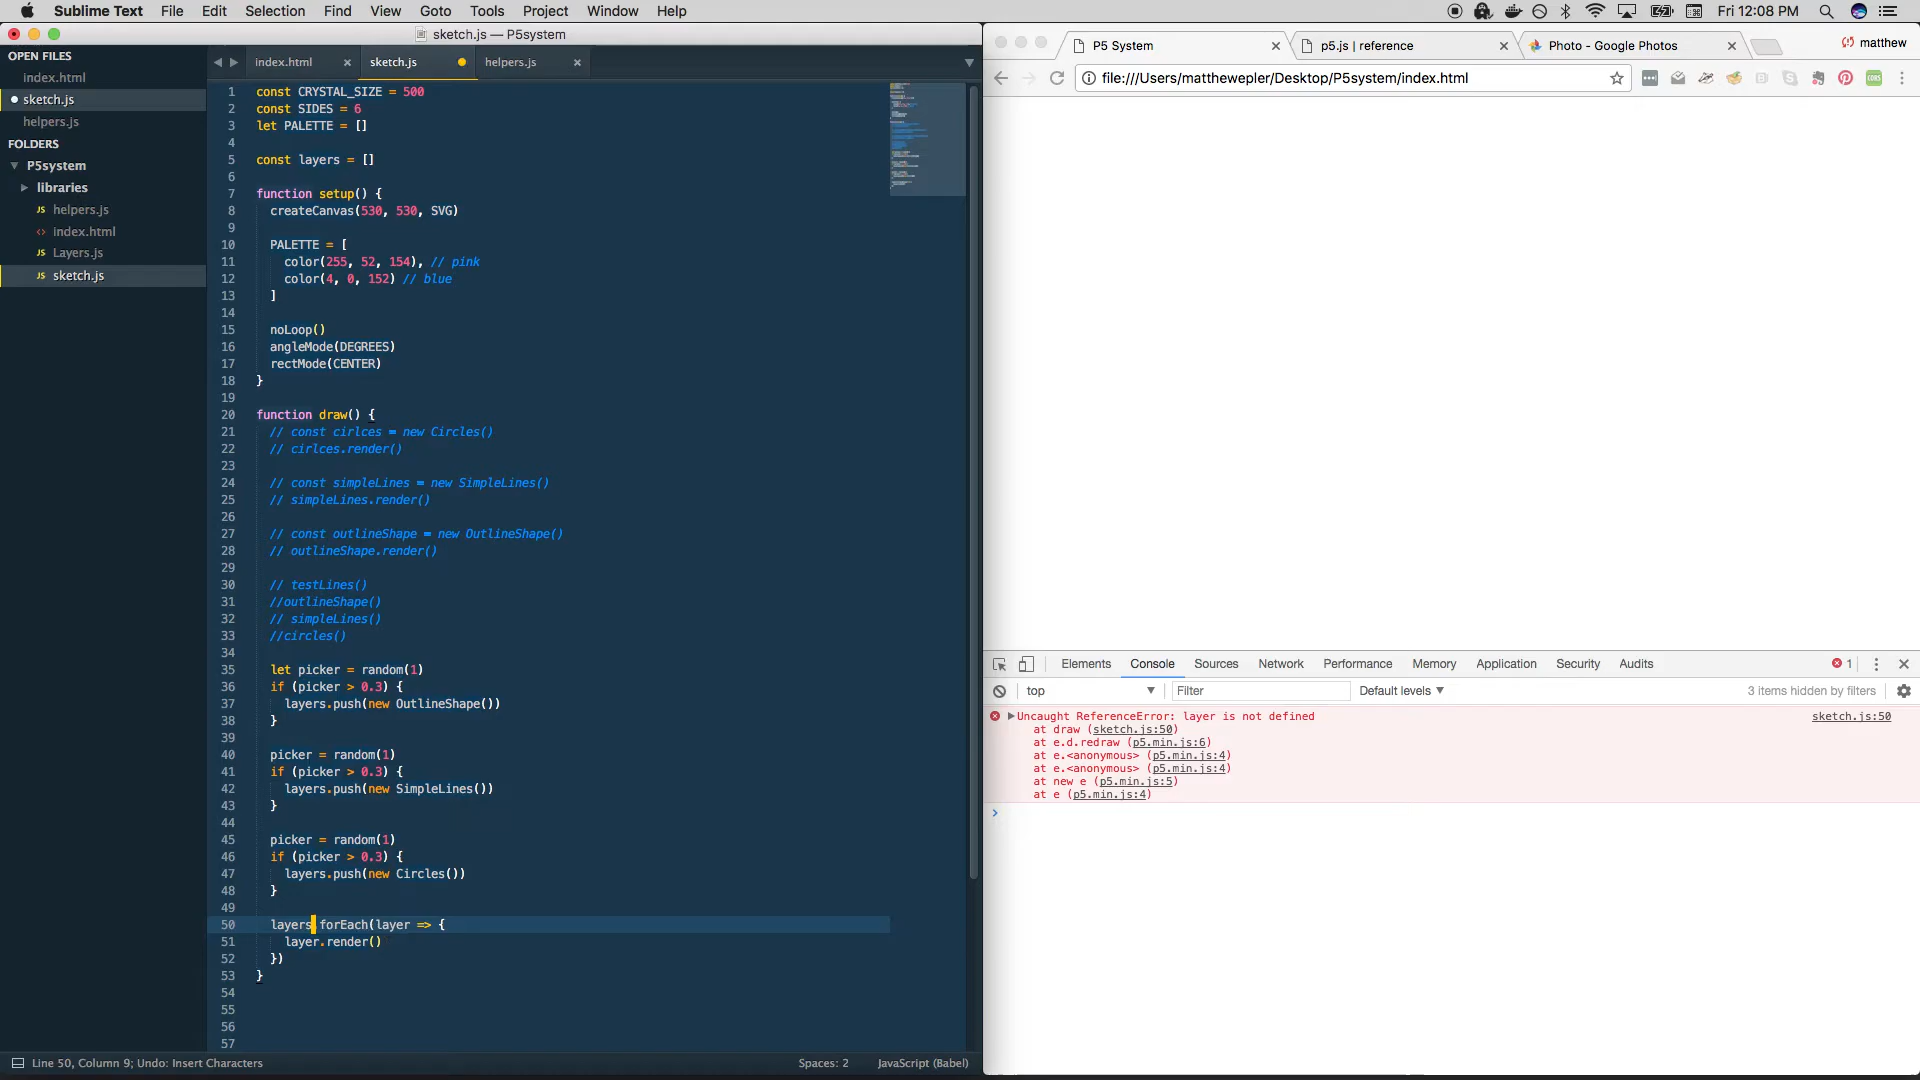 Sublime Text File Edit Selection Find View Goto Tools Project Window Help Fri 12:08 PM
sketch.js — P5system
OPEN FILES
index.html
sketch.js
helpers.js
FOLDERS
P5system
libraries
JS helpers.js
<> index.html
JS Layers.js
JS sketch.js
index.html × sketch.js helpers.js ×
1 const CRYSTAL_SIZE = 500
2 const SIDES = 6
3 let PALETTE = []
4
5 const layers = []
6
7 function setup() {
8 createCanvas(530, 530, SVG)
9
10 PALETTE = [
11 color(255, 52, 154), // pink
12 color(4, 0, 152) // blue
13 ]
14
15 noLoop()
16 angleMode(DEGREES)
17 rectMode(CENTER)
18 }
19
20 function draw() {
21 // const cirlces = new Circles()
22 // cirlces.render()
23
24 // const simpleLines = new SimpleLines()
25 // simpleLines.render()
26
27 // const outlineShape = new OutlineShape()
28 // outlineShape.render()
29
30 // testLines()
31 //outlineShape()
32 // simpleLines()
33 //circles()
34
35 let picker = random(1)
36 if (picker > 0.3) {
37 layers.push(new OutlineShape())
38 }
39
40 picker = random(1)
41 if (picker > 0.3) {
42 layers.push(new SimpleLines())
43 }
44
45 picker = random(1)
46 if (picker > 0.3) {
47 layers.push(new Circles())
48 }
49
50 layers.forEach(layer => {
51 layer.render()
52 })
53 }
54
55
56
57
Line 50, Column 9; Undo: Insert Characters Spaces: 2 JavaScript (Babel)
P5 System × p5.js | reference × Photo - Google Photos × matthew
file:///Users/matthewepler/Desktop/P5system/index.html
Elements Console Sources Network Performance Memory Application Security Audits 1
top Filter Default levels 3 items hidden by filters
Uncaught ReferenceError: layer is not defined sketch.js:50
at draw (sketch.js:50)
at e.d.redraw (p5.min.js:6)
at e.<anonymous> (p5.min.js:4)
at e.<anonymous> (p5.min.js:4)
at new e (p5.min.js:5)
at e (p5.min.js:4)